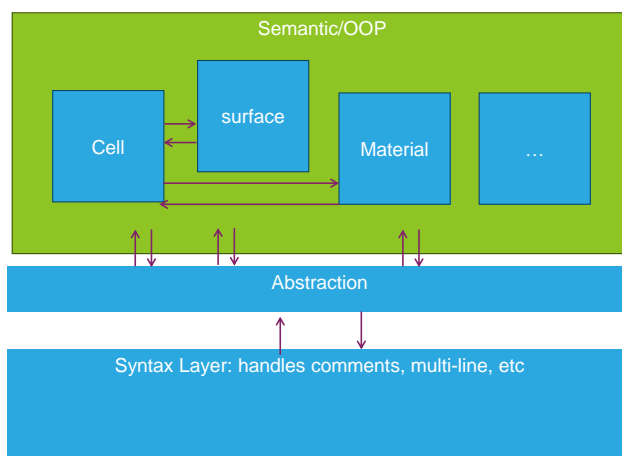 Semantic/OOP
surface
Cell
Material
…
Abstraction
Syntax Layer: handles comments, multi-line, etc